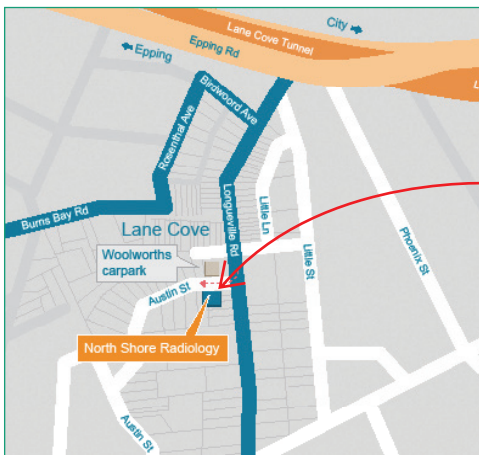 City
Lane Cove Tunnel
Epping Rd
Epping
Birdwoord Ave
Rosenthal Ave
Burns Bay Rd
Longueville Rd
Little Ln
Lane Cove
Little St
Phoenix St
Woolworths
carpark
Austin St
North Shore Radiology
Austin St
L